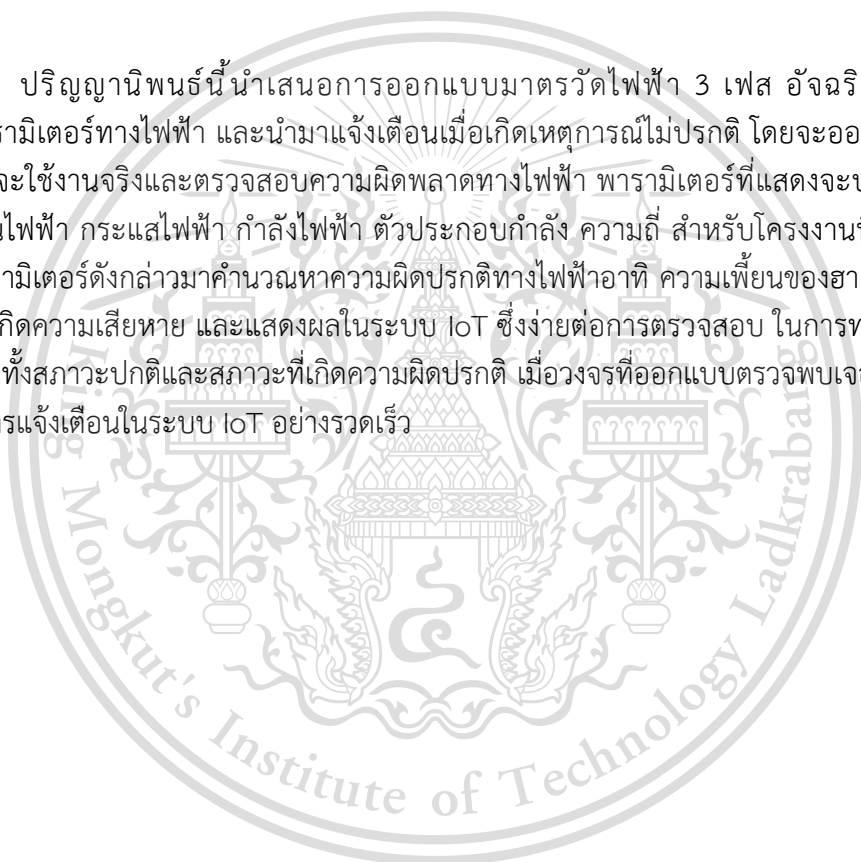 ปริญญานิพนธ์นี้นำเสนอการออกแบบมาตรวัดไฟฟ้า 3 เฟส อัจฉริ
รามิเตอร์ทางไฟฟ้า และนำมาแจ้งเตือนเมื่อเกิดเหตุการณ์ไม่ปรกติ โดยจะออ
จะใช้งานจริงและตรวจสอบความผิดพลาดทางไฟฟ้า พารามิเตอร์ที่แสดงจะบ
นไฟฟ้า กระแสไฟฟ้า กำลังไฟฟ้า ตัวประกอบกำลัง ความถี่ สำหรับโครงงานนี
ามิเตอร์ดังกล่าวมาคำนวณหาความผิดปรกติทางไฟฟ้าอาทิ ความเพี้ยนของฮา
กิดความเสียหาย และแสดงผลในระบบ IoT ซึ่งง่ายต่อการตรวจสอบ ในการท
ทั้งสภาวะปกติและสภาวะที่เกิดความผิดปรกติ เมื่อวงจรที่ออกแบบตรวจพบเจอ
รแจ้งเตือนในระบบ IoT อย่างรวดเร็ว
King Mongkut's Institute of Technology Ladkrabang